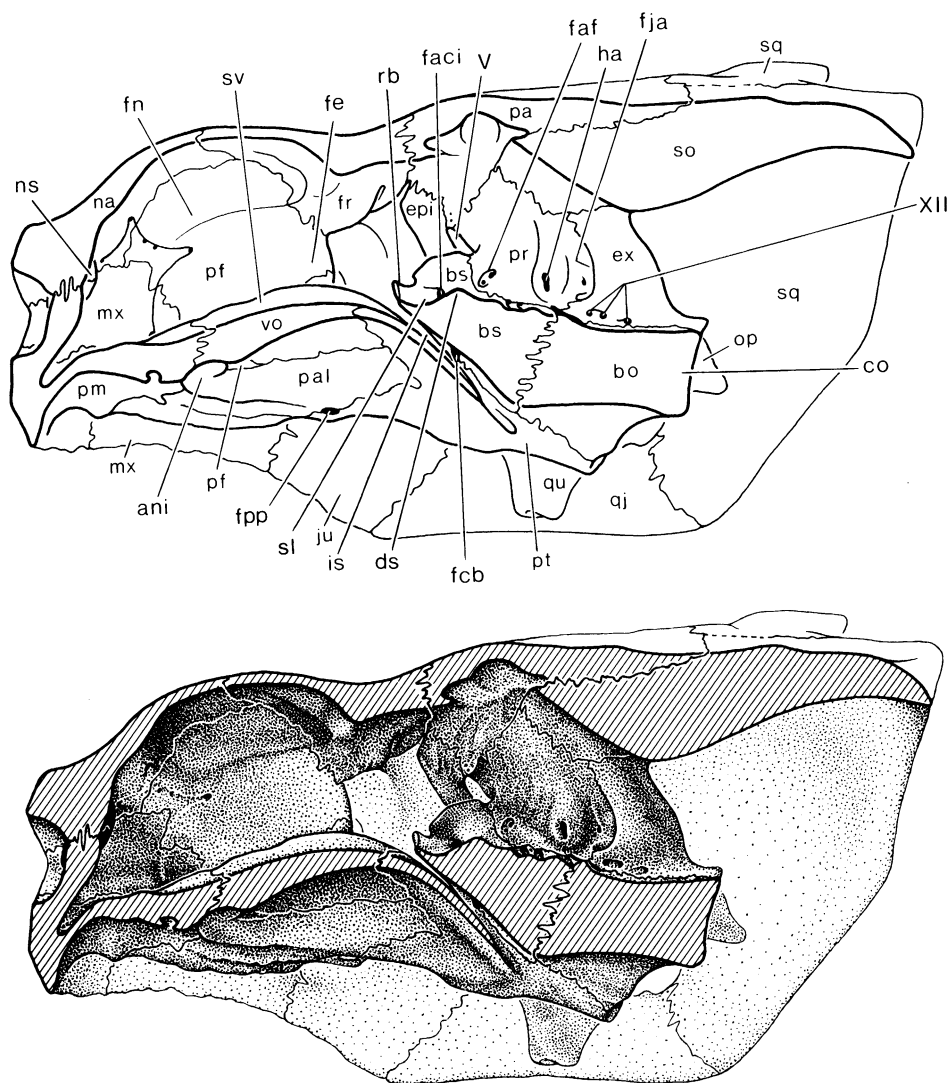 fja
faf
faci V ha sq
rb
sv
fn fe pa
so
ns na XII
fr epi
pf pr ex
bs sq
mx
vo bs op
bo co
pm pal
mx qu
pf qj
ani
fpp
sl ju is ds pt
fcb